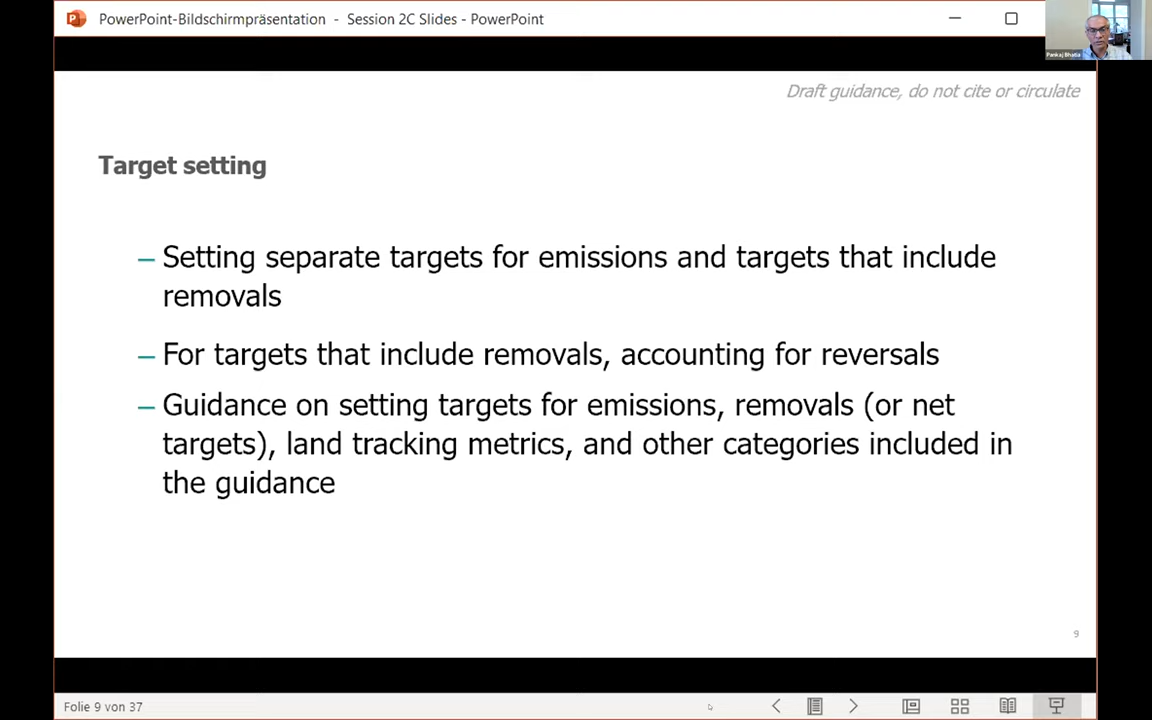 PowerPoint-Bildschirmpräsentation - Session 2C Slides - PowerPoint
Pankaj Bhatia
Draft guidance, do not cite or circulate
Target setting
– Setting separate targets for emissions and targets that include
removals
– For targets that include removals, accounting for reversals
– Guidance on setting targets for emissions, removals (or net
targets), land tracking metrics, and other categories included in
the guidance
9
Folie 9 von 37